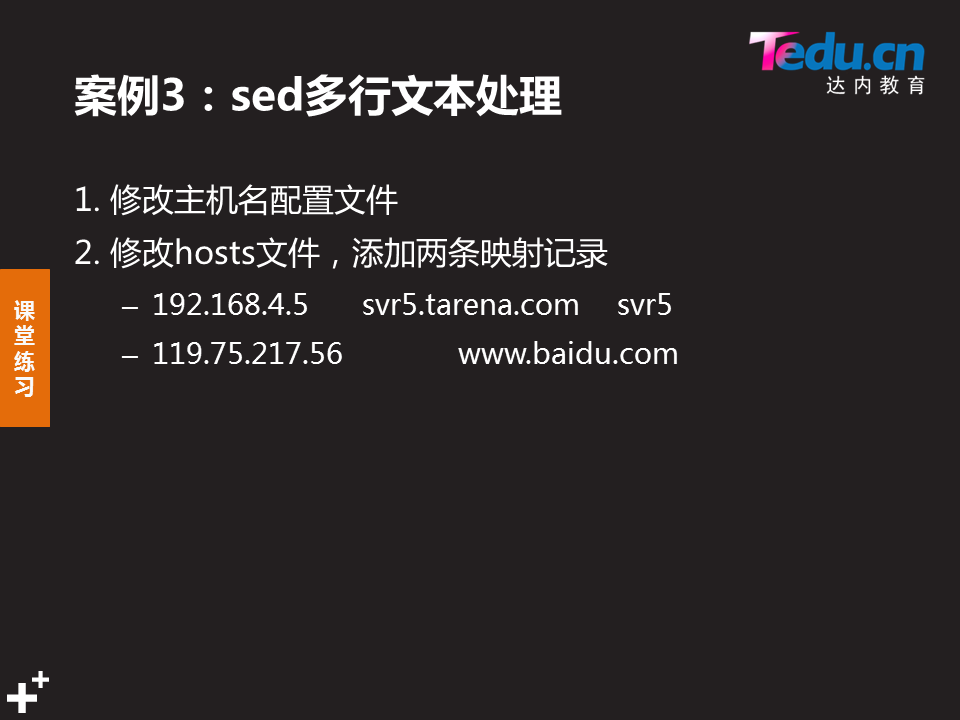 Tedu.cn
达内教育
案例3：sed多行文本处理
1. 修改主机名配置文件
2. 修改hosts文件，添加两条映射记录
– 192.168.4.5 svr5.tarena.com svr5
– 119.75.217.56 www.baidu.com
课
堂
练
习